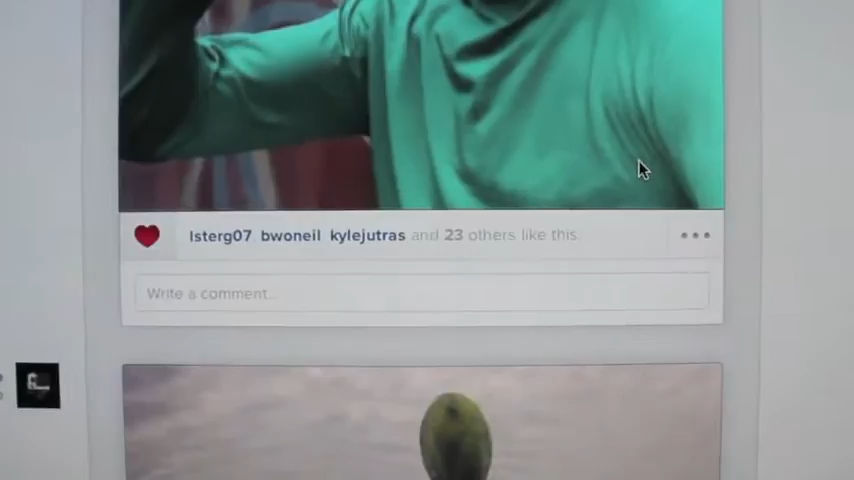 lsterg07 bwoneil kylejutras and 23 others like this.
Write a comment...